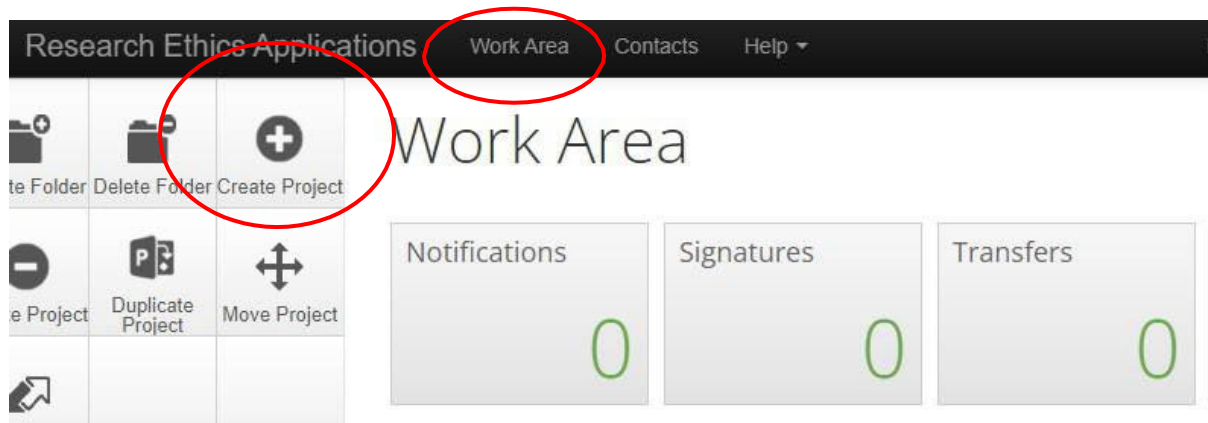 Research Ethics Applications Work Area Contacts Help
Work Area
te Folder Delete Folder Create Project
Notifications Signatures Transfers
e Project Duplicate Project Move Project
0 0 0